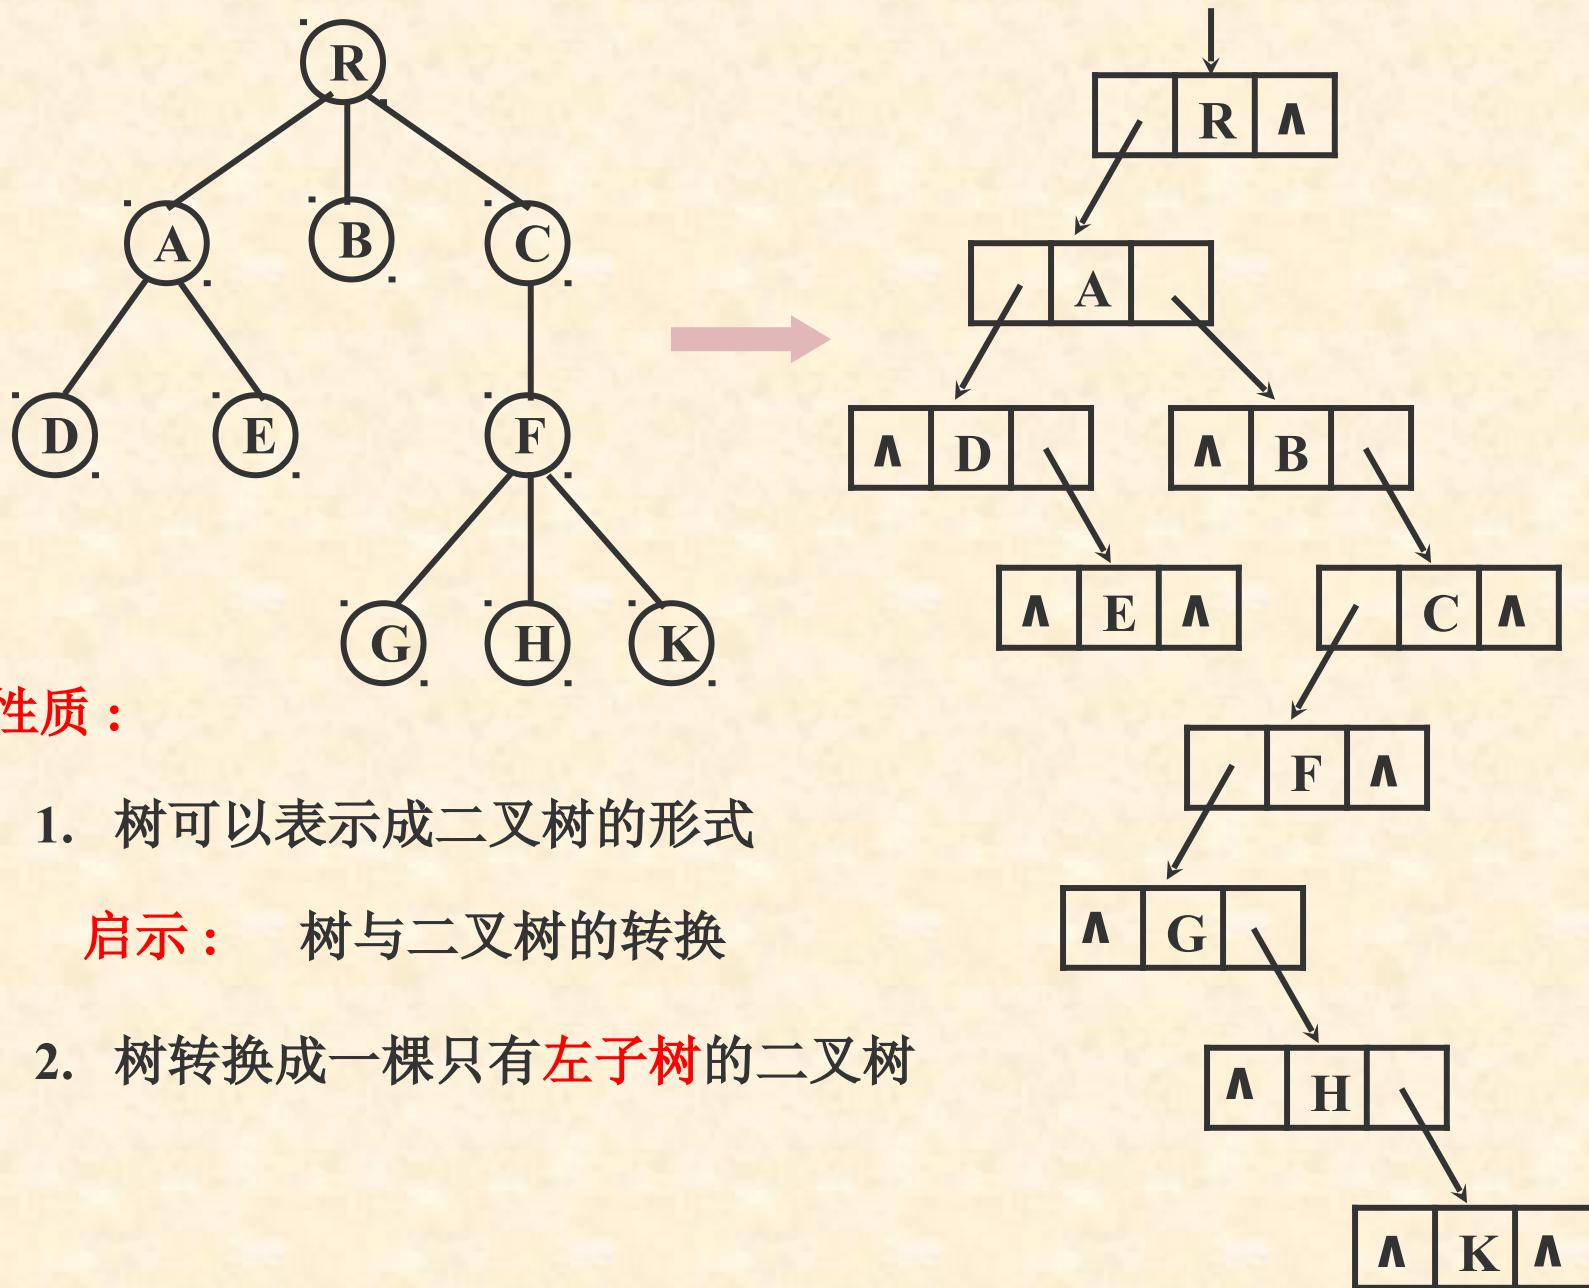 R
A B C
D E F
G H K
∧ R ∧
A
∧ D ∧ B
∧ E ∧ C ∧
F ∧
∧ G
∧ H
∧ K ∧
性质：
1. 树可以表示成二叉树的形式
启示： 树与二叉树的转换
2. 树转换成一棵只有左子树的二叉树